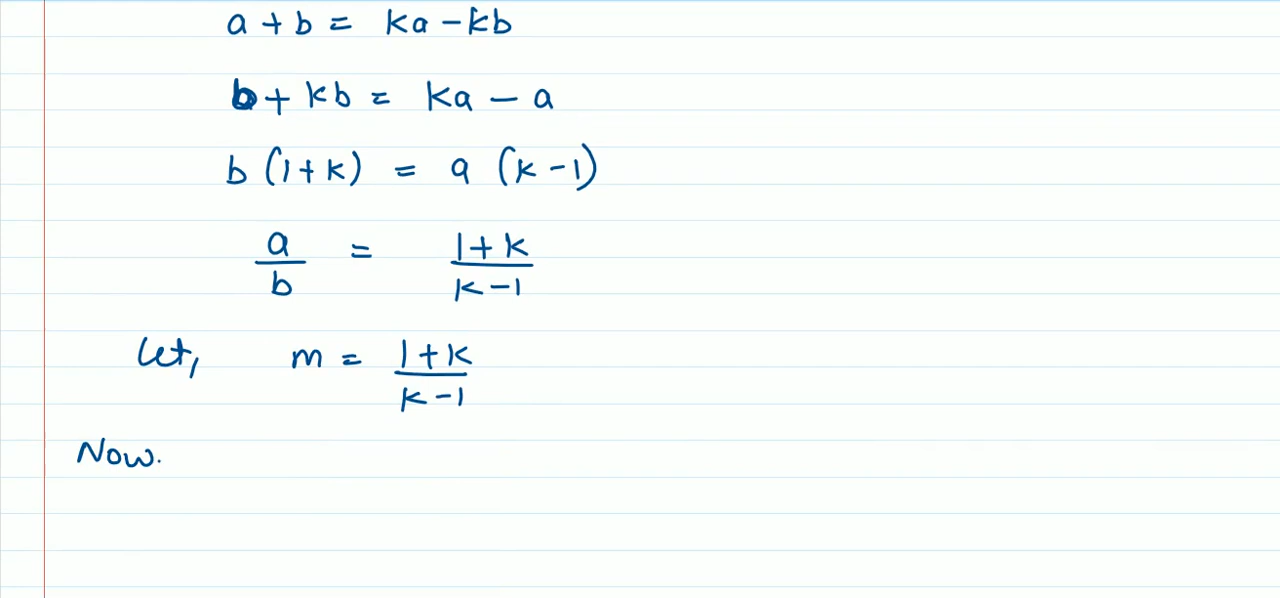 a + b = ka - kb
b + kb = ka - a
b (1+k) = a (k-1)
a/b = 1+k/k-1
Let, m = 1+k/k-1
Now.